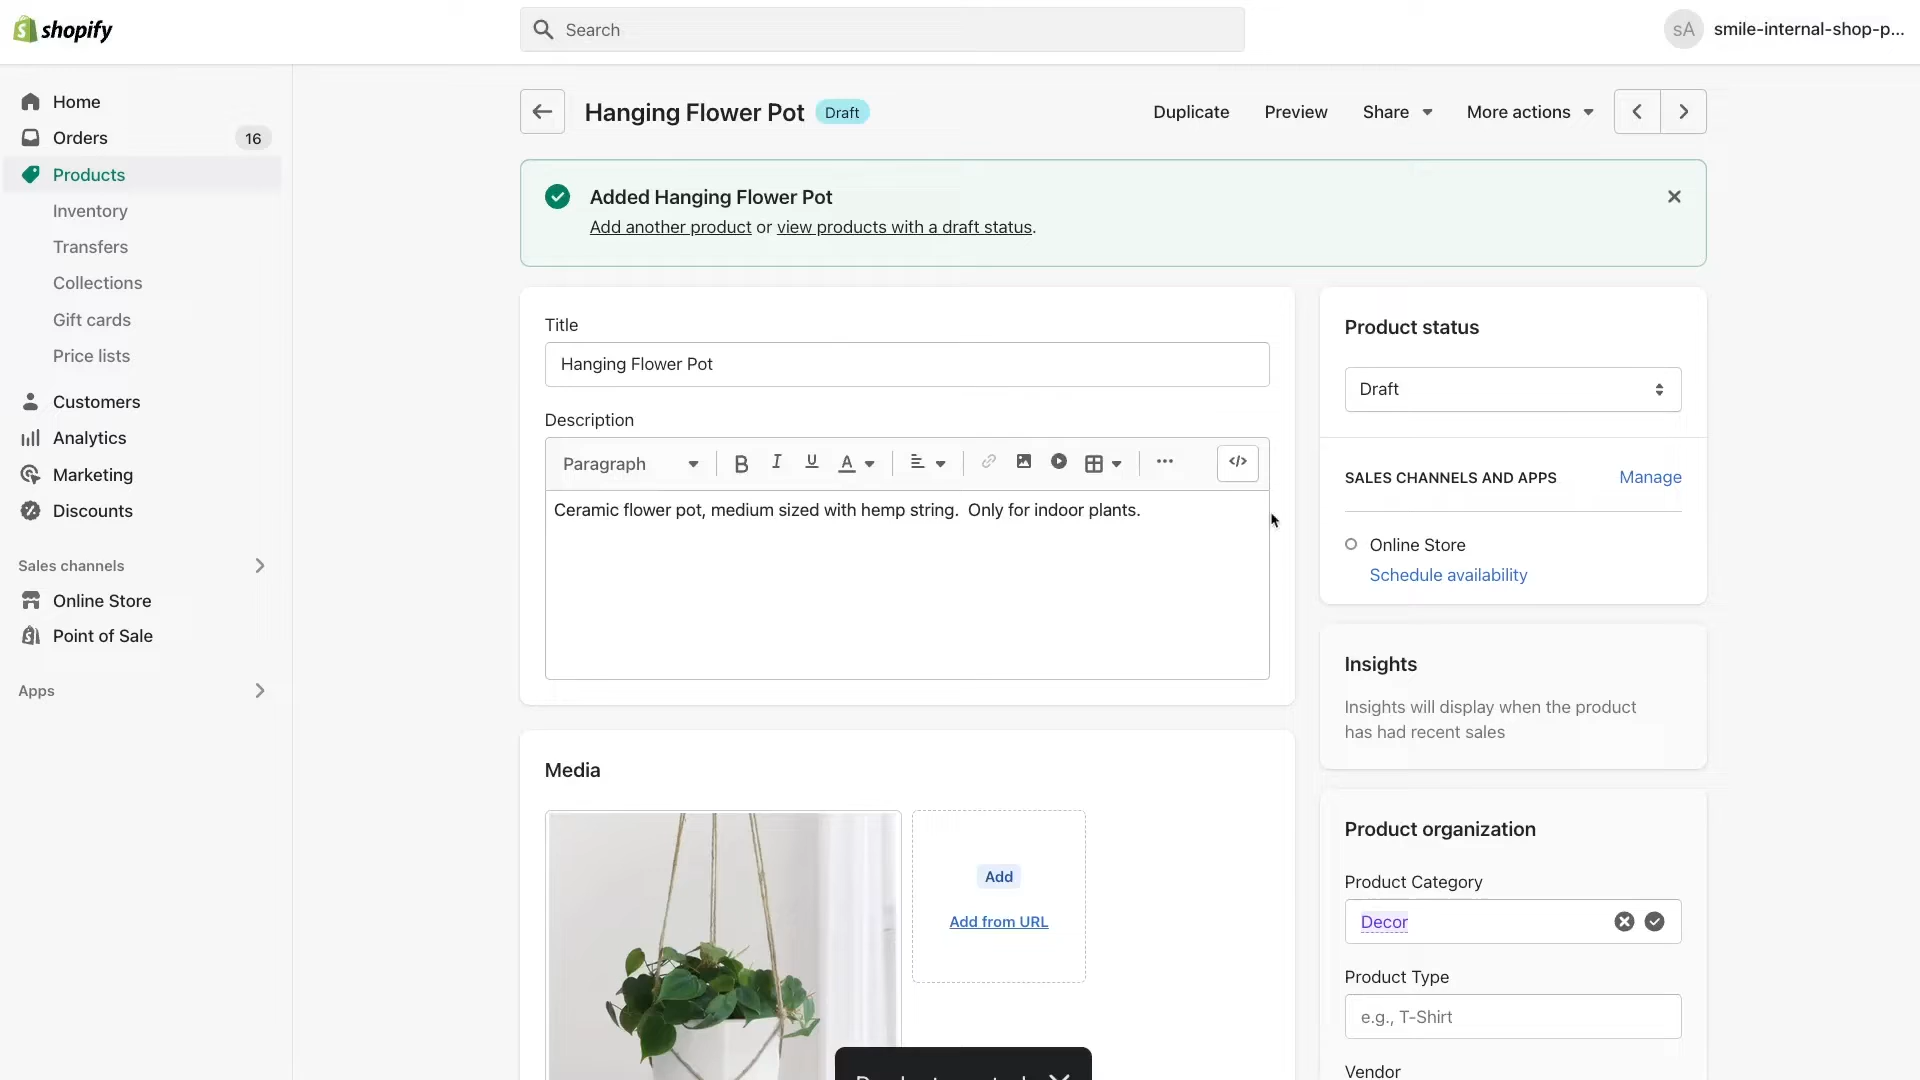 shopify
Search
sA
smile-internal-shop-p...
Home
Orders
16
Products
Inventory
Transfers
Collections
Gift cards
Price lists
Customers
Analytics
Marketing
Discounts
Sales channels
Online Store
Point of Sale
Apps
Hanging Flower Pot
Draft
Duplicate
Preview
Share
More actions
Added Hanging Flower Pot
Add another product or view products with a draft status.
Title
Hanging Flower Pot
Description
Paragraph
B I U A
Ceramic flower pot, medium sized with hemp string.  Only for indoor plants.
Media
Add
Add from URL
Product status
Draft
SALES CHANNELS AND APPS
Manage
Online Store
Schedule availability
Insights
Insights will display when the product
has had recent sales
Product organization
Product Category
Decor
Product Type
e.g., T-Shirt
Vendor